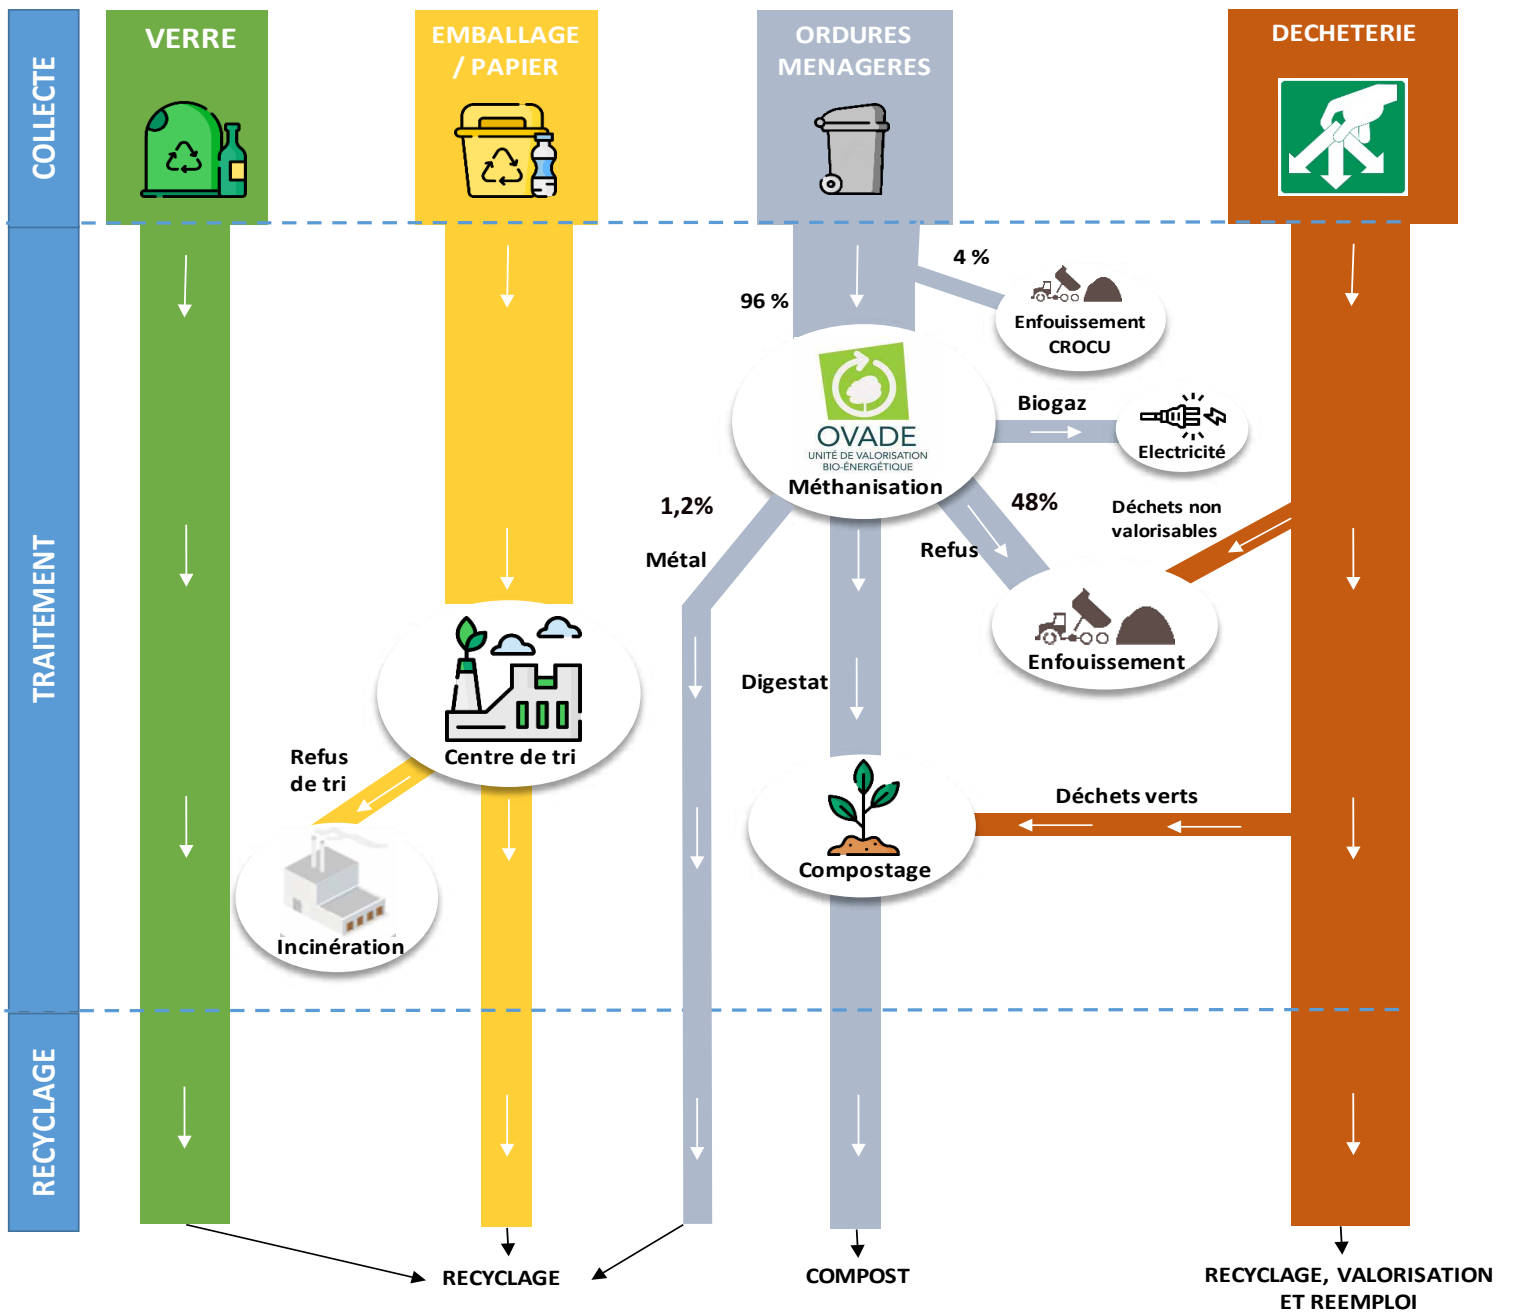 COLLECTE
VERRE
EMBALLAGE
/ PAPIER
ORDURES
MENAGERES
DECHETERIE
TRAITEMENT
4 %
96 %
Enfouissement
CROCU
OVADE
UNITÉ DE VALORISATION
BIO-ÉNERGÉTIQUE
Méthanisation
Biogaz
Electricité
1,2%
Métal
48%
Refus
Déchets non
valorisables
Enfouissement
Digestat
Centre de tri
Refus
de tri
Incinération
Déchets verts
Compostage
RECYCLAGE
RECYCLAGE
COMPOST
RECYCLAGE, VALORISATION
ET REEMPLOI